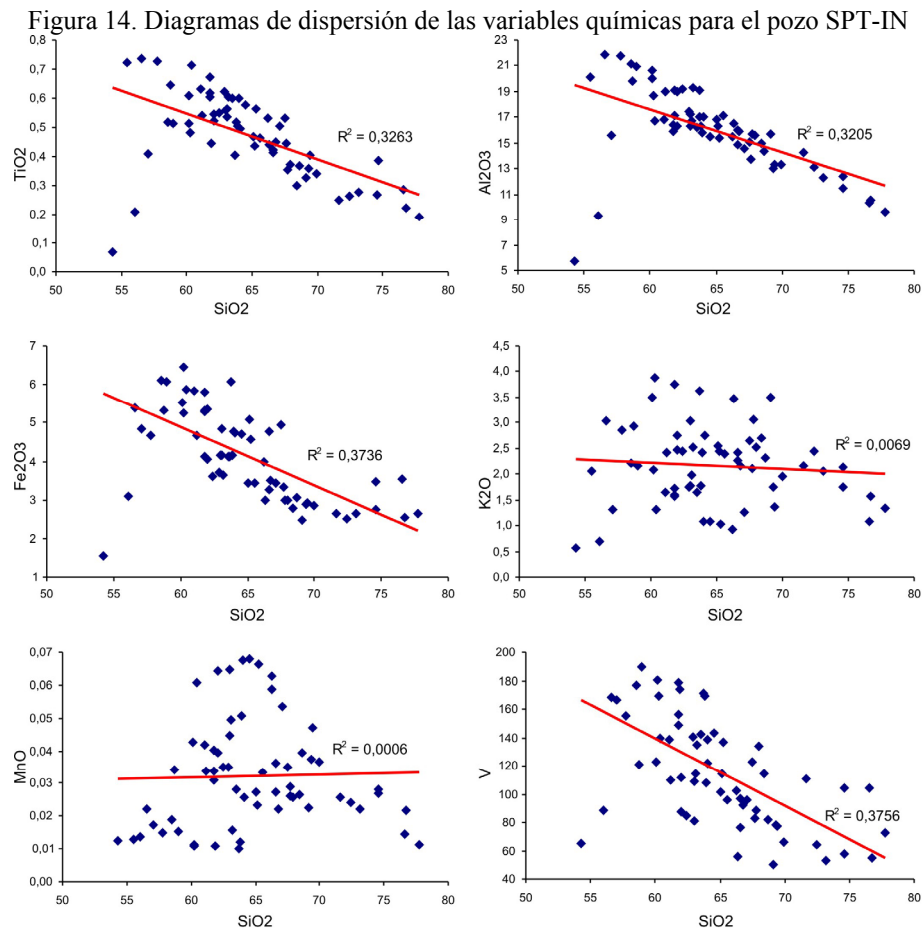 Figura 14. Diagramas de dispersión de las variables químicas para el pozo SPT-IN
0,8
0,7
0,6
0,5
0,4
0,3
0,2
0,1
0,0
TiO2
R² = 0,3263
50 55 60 65 70 75 80
SiO2
23
21
19
17
15
13
11
9
7
5
Al2O3
R² = 0,3205
50 55 60 65 70 75 80
SiO2
7
6
5
4
3
2
1
Fe2O3
R² = 0,3736
50 55 60 65 70 75 80
SiO2
4,5
4,0
3,5
3,0
2,5
2,0
1,5
1,0
0,5
0,0
K2O
R² = 0,0069
50 55 60 65 70 75 80
SiO2
0,07
0,06
0,05
0,04
0,03
0,02
0,01
0,00
MnO
R² = 0,0006
50 55 60 65 70 75 80
SiO2
200
180
160
140
120
100
80
60
40
V
R² = 0,3756
50 55 60 65 70 75 80
SiO2